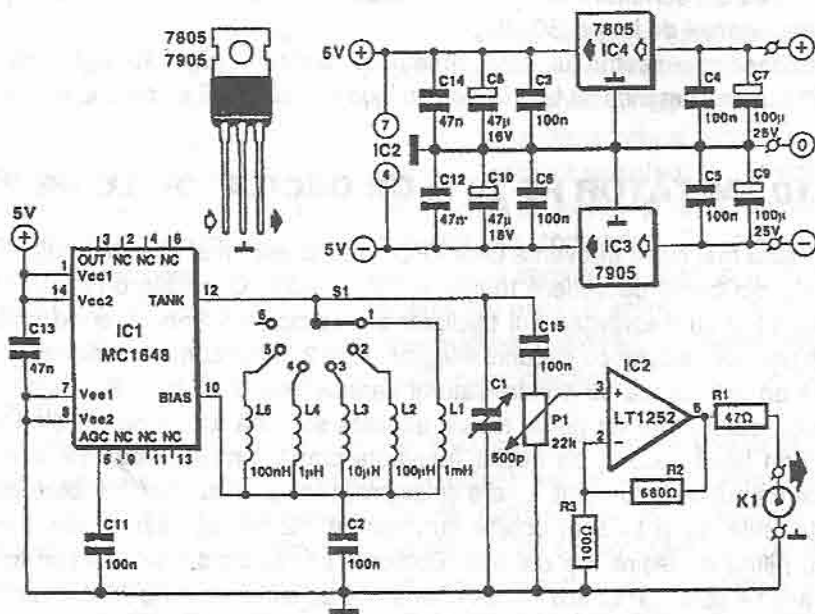 7805
7905
5V
7
IC2
4
5V
C14
47n
C8
47µ
16V
C3
100n
7805
IC4
C4
100n
C7
100µ
25V
0
C12
47n
C10
47µ
16V
C6
100n
IC3
7905
C5
100n
C9
100µ
25V
5V
3 2 4 6
OUT NC NC NC
1
Vcc1
14
Vcc2
TANK
12
IC1
MC1648
7
Vee1
8
Vee2
BIAS
10
AGC NC NC NC
5 9 11 13
C13
47n
C11
100n
S1
6
1
5
2
4
3
L5
100nH
L4
1µH
L3
10µH
L2
100µH
L1
1mH
C2
100n
C1
500p
C15
100n
P1
22k
IC2
LT1252
3
+
2
−
6
R1
47Ω
R2
680Ω
R3
100Ω
K1